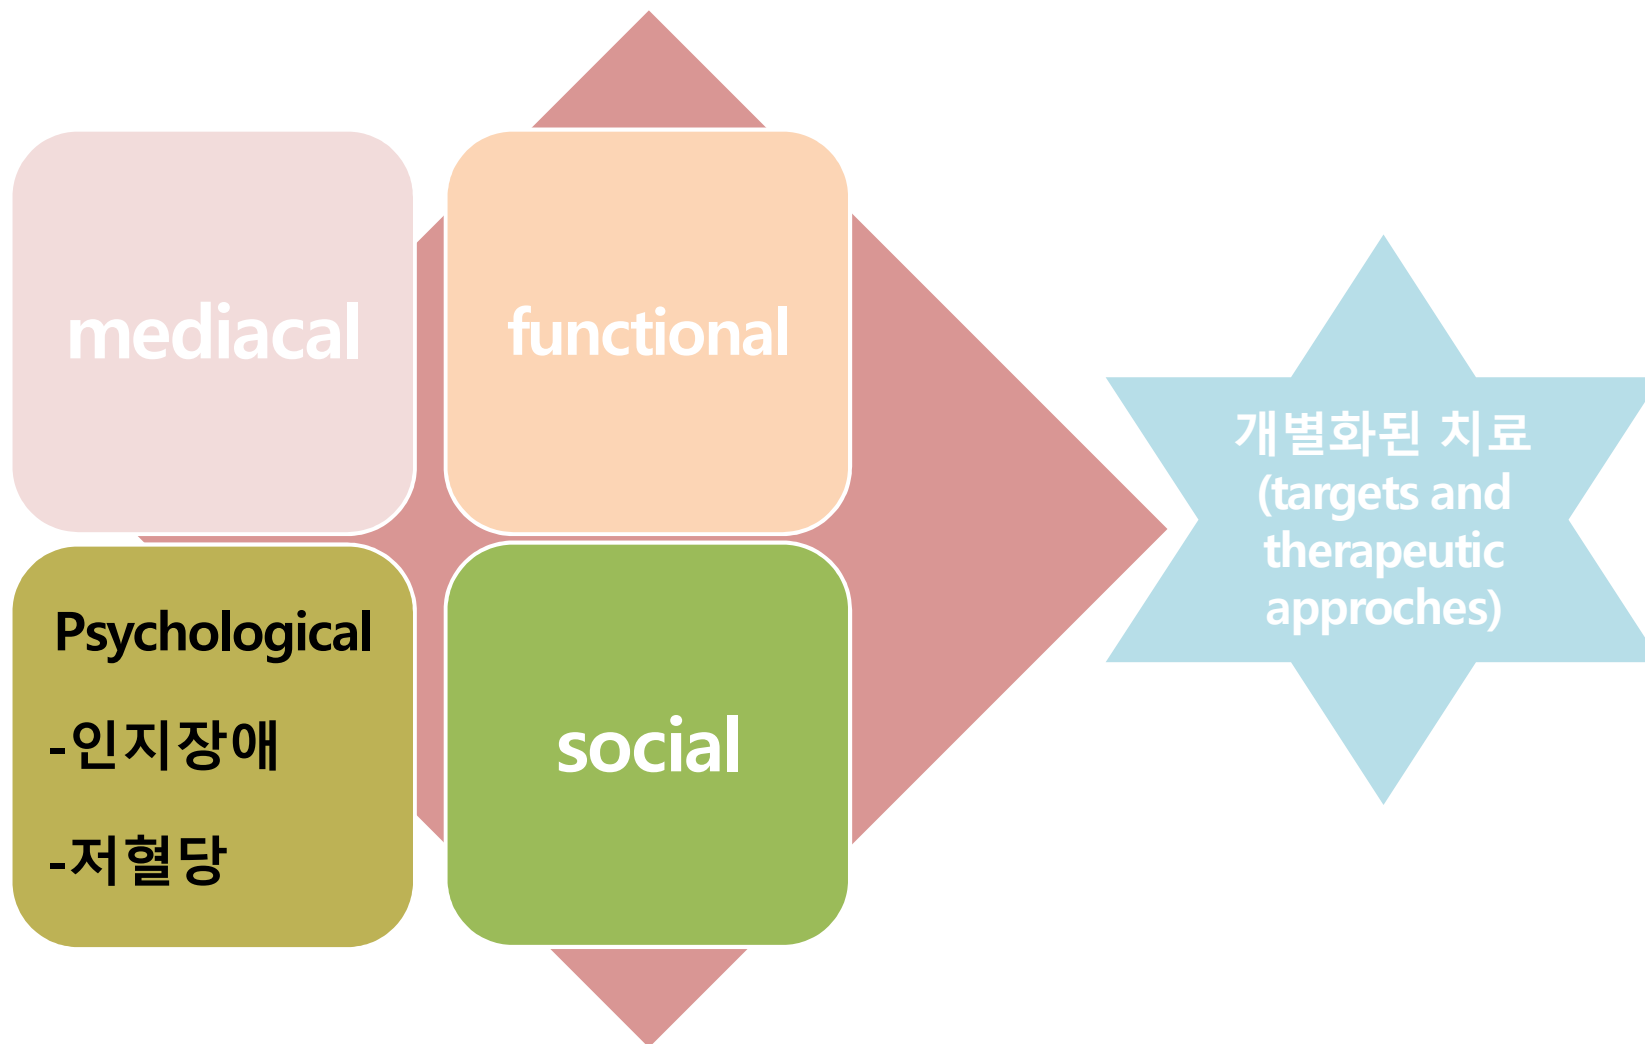 mediacal
functional
Psychological
-인지장애
-저혈당
social
개별화된 치료
(targets and
therapeutic
approches)